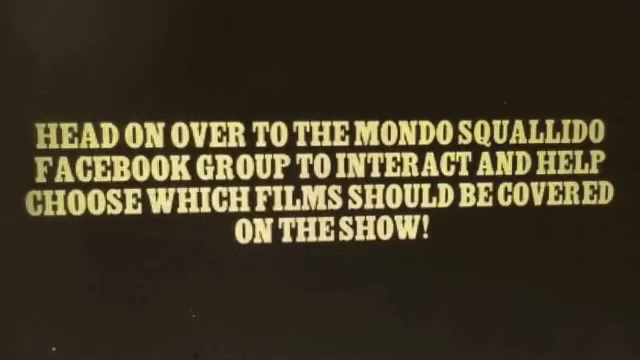 HEAD ON OVER TO THE MONDO SQUALLIDO
FACEBOOK GROUP TO INTERACT AND HELP
CHOOSE WHICH FILMS SHOULD BE COVERED
ON THE SHOW!